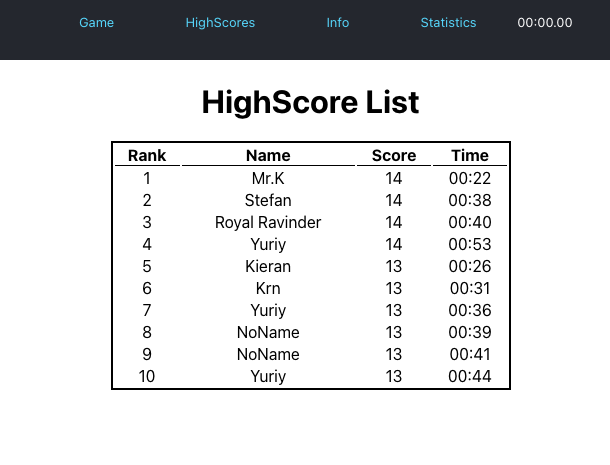 Game HighScores Info Statistics 00:00.00
HighScore List
Rank Name Score Time
1 Mr.K 14 00:22
2 Stefan 14 00:38
3 Royal Ravinder 14 00:40
4 Yuriy 14 00:53
5 Kieran 13 00:26
6 Krn 13 00:31
7 Yuriy 13 00:36
8 NoName 13 00:39
9 NoName 13 00:41
10 Yuriy 13 00:44